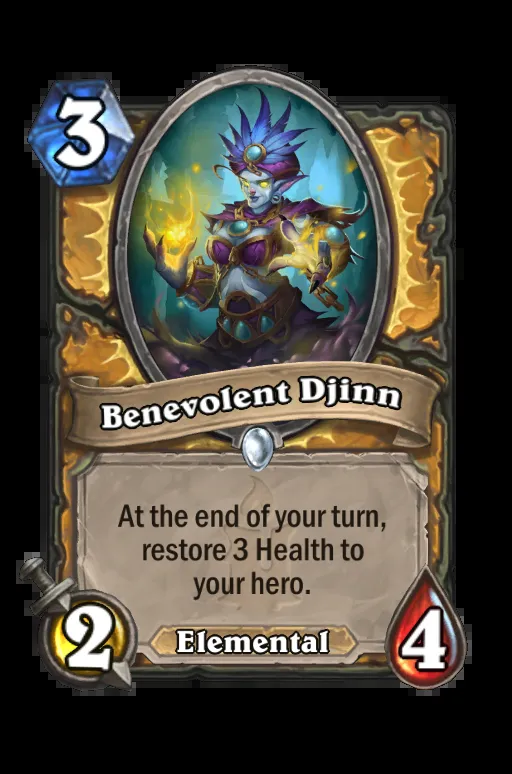 3
Benevolent Djinn
At the end of your turn,
restore 3 Health to
your hero.
2
Elemental
4